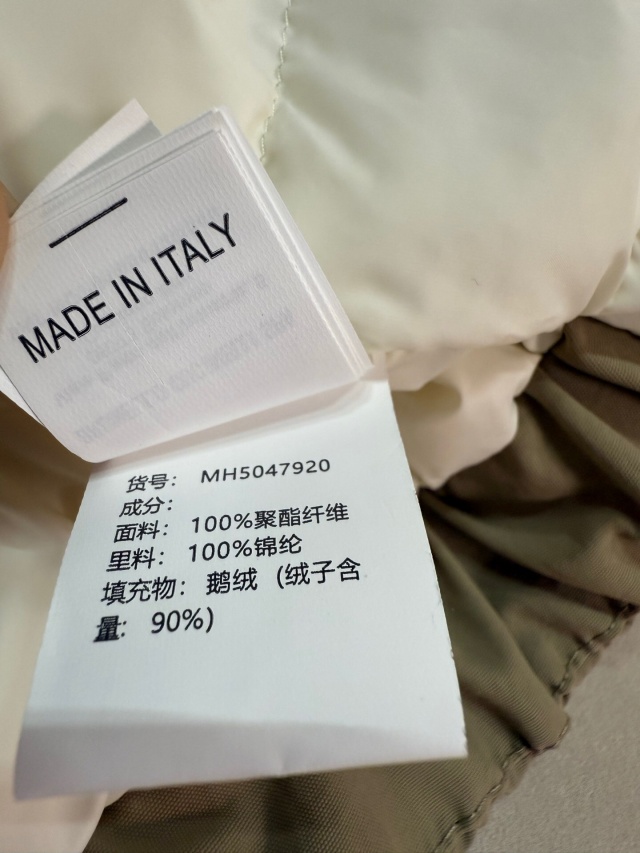 MADE IN ITALY
货号： MH5047920
成分：
面料： 100%聚酯纤维
里料： 100%锦纶
填充物： 鹅绒（绒子含
量： 90%）